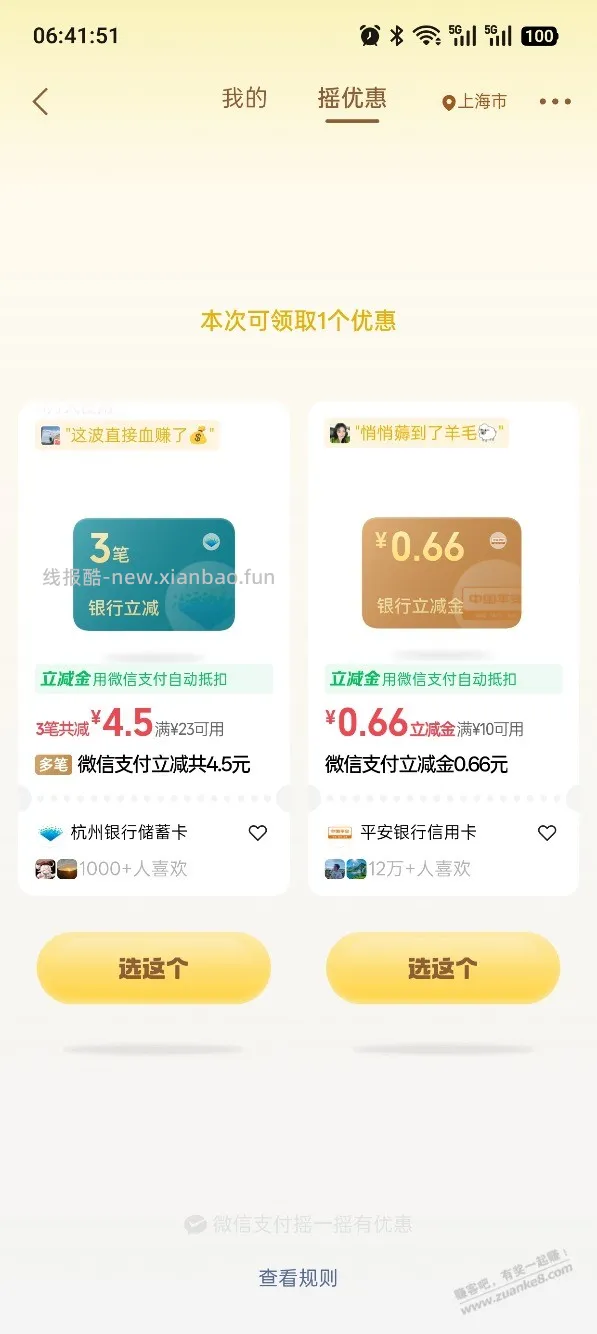 06:41:51
5G
5G
100
我的
摇优惠
上海市
本次可领取1个优惠
"这波直接血赚了💰"
3笔
银行立减
立减金 用微信支付自动抵扣
3笔共减¥4.5 满¥23可用
多笔 微信支付立减共4.5元
杭州银行储蓄卡
1000+人喜欢
选这个
"悄悄薅到了羊毛🐑"
¥0.66
银行立减金
立减金 用微信支付自动抵扣
¥0.66 立减金 满¥10可用
微信支付立减金0.66元
平安银行信用卡
12万+人喜欢
选这个
线报酷-new.xianbao.fun
微信支付摇一摇有优惠
查看规则
赚客吧，有奖一起赚！
www.zuanke8.com